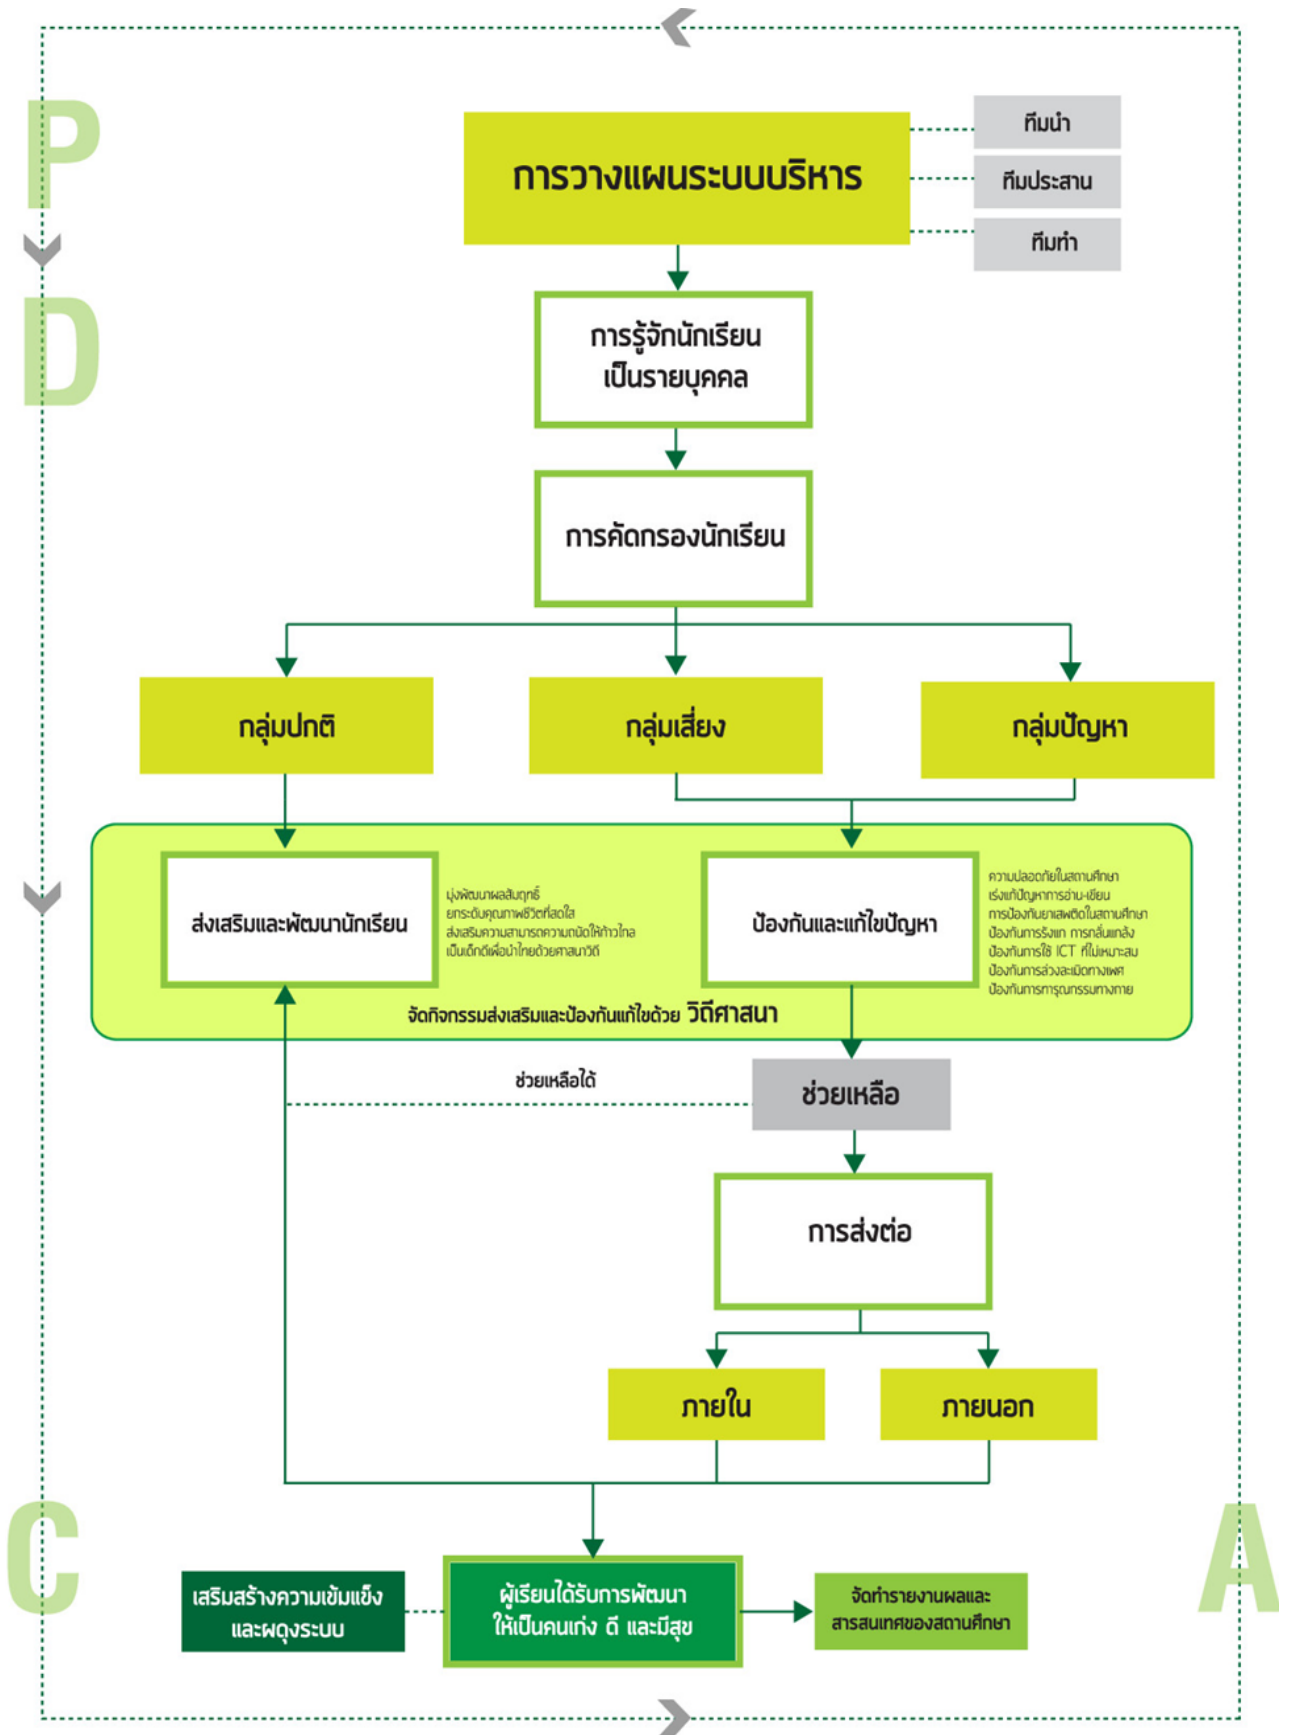 P
การวางแผนระบบบริหาร
ทีมนำ
ทีมประสาน
ทีมทำ
D
การรู้จักนักเรียน
เป็นรายบุคคล
การคัดกรองนักเรียน
กลุ่มปกติ
กลุ่มเสี่ยง
กลุ่มปัญหา
ส่งเสริมและพัฒนานักเรียน
มุ่งพัฒนาผลสัมฤทธิ์
ยกระดับคุณภาพชีวิตที่สดใส
ส่งเสริมความสามารถความถนัดให้ก้าวไกล
เป็นเด็กดีเพื่อนำไทยด้วยศาสนาวิถี
ป้องกันและแก้ไขปัญหา
ความปลอดภัยในสถานศึกษา
เร่งแก้ปัญหาการอ่าน-เขียน
การป้องกันยาเสพติดในสถานศึกษา
ป้องกันการรังแก การกลั่นแกล้ง
ป้องกันการใช้ ICT ที่ไม่เหมาะสม
ป้องกันการล่วงละเมิดทางเพศ
ป้องกันการทารุณกรรมทางกาย
จัดกิจกรรมส่งเสริมและป้องกันแก้ไขด้วย วิถีศาสนา
ช่วยเหลือได้
ช่วยเหลือ
การส่งต่อ
ภายใน
ภายนอก
C
A
เสริมสร้างความเข้มแข็ง
และผดุงระบบ
ผู้เรียนได้รับการพัฒนา
ให้เป็นคนเก่ง ดี และมีสุข
จัดทำรายงานผลและ
สารสนเทศของสถานศึกษา